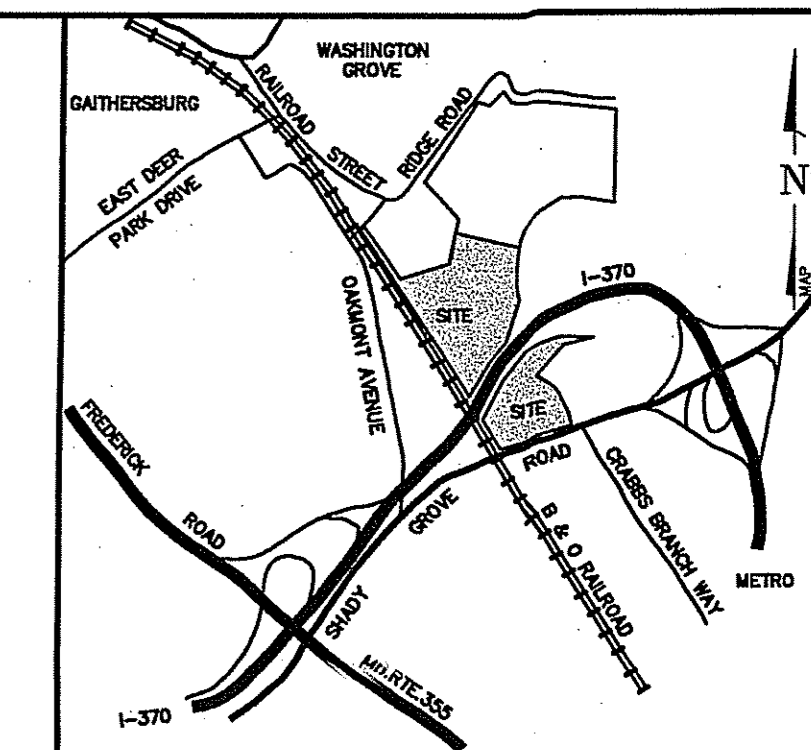 WASHINGTON
GROVE
GAITHERSBURG
RAILROAD
STREET
RIDGE ROAD
EAST DEER
PARK DRIVE
N
MAP
I-370
SITE
OAKMONT AVENUE
SITE
FREDERICK
ROAD
ROAD
GROVE
SHADY
CRABBS BRANCH WAY
B & O RAILROAD
METRO
MD.RTE.355
I-370